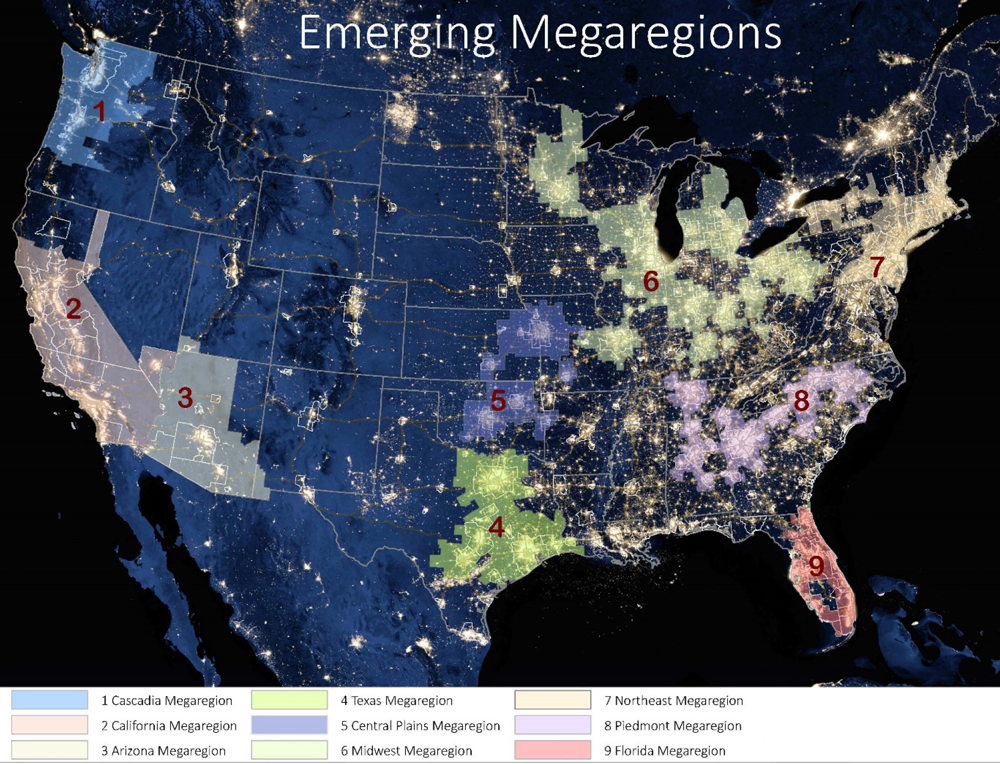 Emerging Megaregions
1
2
3
4
5
6
7
8
9
1 Cascadia Megaregion
4 Texas Megaregion
7 Northeast Megaregion
2 California Megaregion
5 Central Plains Megaregion
8 Piedmont Megaregion
3 Arizona Megaregion
6 Midwest Megaregion
9 Florida Megaregion